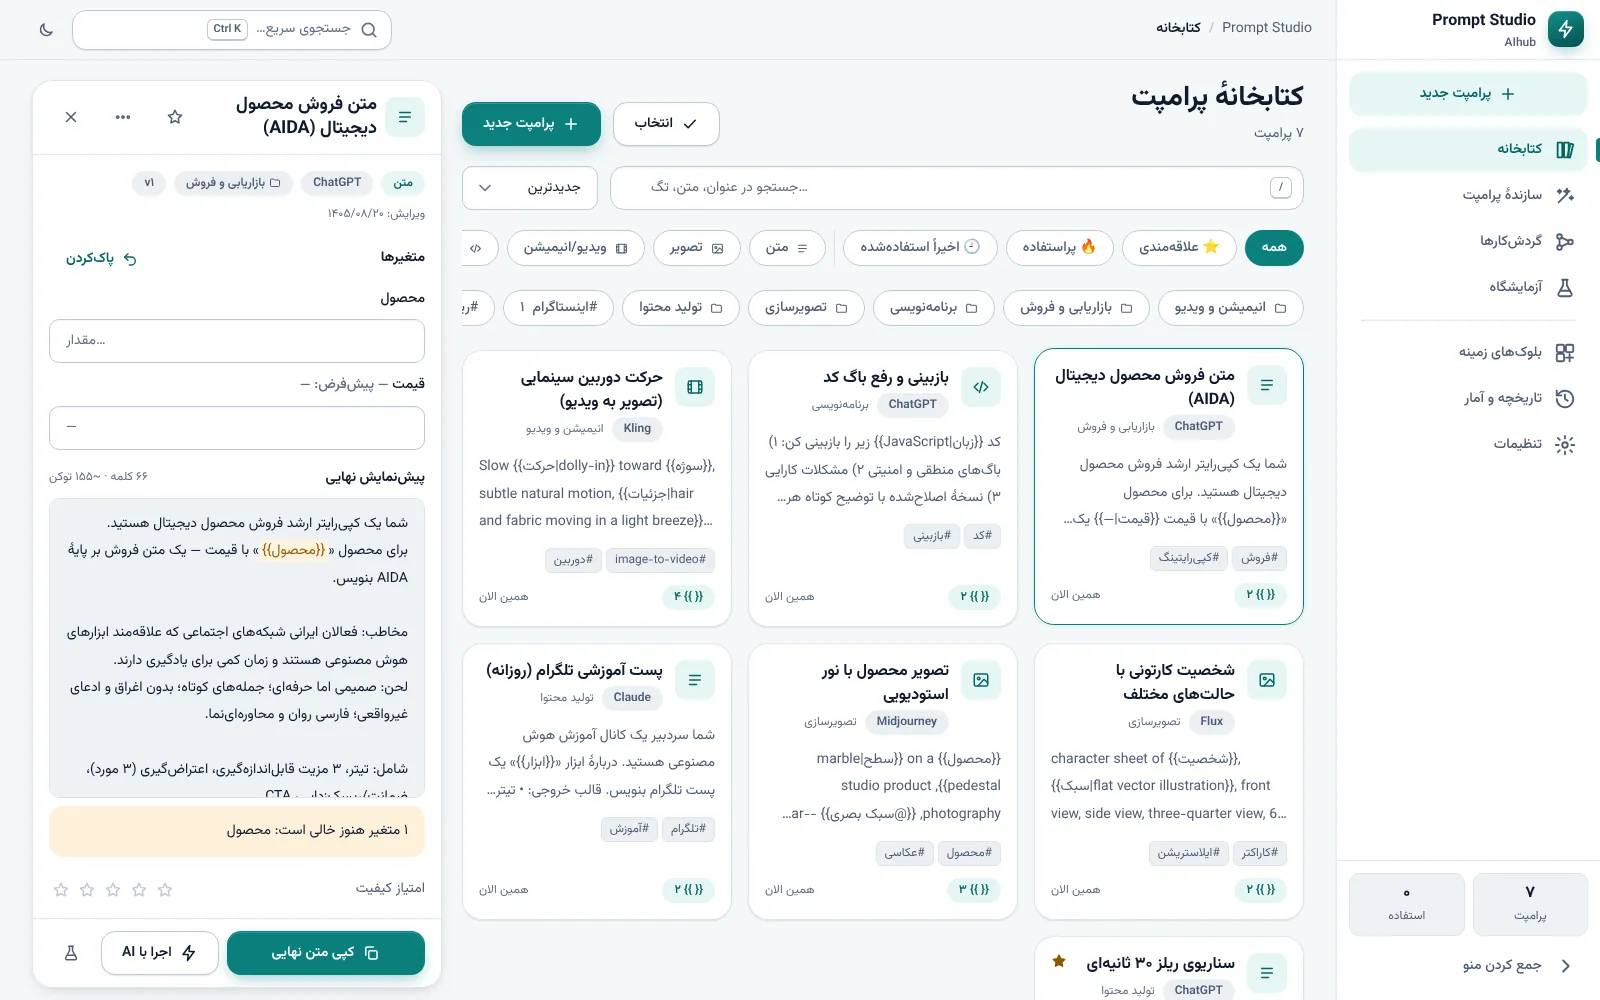 Prompt Studio
AIhub
پرامپت جدید
کتابخانه
سازندهٔ پرامپت
گردش‌کارها
آزمایشگاه
بلوک‌های زمینه
تاریخچه و آمار
تنظیمات
۷
پرامپت
۰
استفاده
جمع کردن منو
Prompt Studio / کتابخانه
جستجوی سریع… Ctrl K
کتابخانهٔ پرامپت
۷ پرامپت
انتخاب
پرامپت جدید
جستجو در عنوان، متن، تگ…
/
جدیدترین
همه
⭐ علاقه‌مندی
🔥 پراستفاده
🕘 اخیراً استفاده‌شده
متن
تصویر
ویدیو/انیمیشن
انیمیشن و ویدیو
بازاریابی و فروش
برنامه‌نویسی
تصویرسازی
تولید محتوا
#اینستاگرام ۱
متن فروش محصول دیجیتال
(AIDA)
ChatGPT بازاریابی و فروش
شما یک کپی‌رایتر ارشد فروش محصول
دیجیتال هستید. برای محصول
«{{محصول}}» با قیمت {{قیمت|—}} یک…
#فروش #کپی‌رایتینگ
{{ }} ۲ همین الان
بازبینی و رفع باگ کد
ChatGPT برنامه‌نویسی
کد {{زبان|JavaScript}} زیر را بازبینی کن: ۱)
باگ‌های منطقی و امنیتی ۲) مشکلات کارایی
۳) نسخهٔ اصلاح‌شده با توضیح کوتاه هر…
#کد #بازبینی
{{ }} ۲ همین الان
حرکت دوربین سینمایی
(تصویر به ویدیو)
Kling انیمیشن و ویدیو
Slow {{حرکت|dolly-in}} toward {{سوژه}},
subtle natural motion, {{جزئیات|hair
and fabric moving in a light breeze}}…
#image-to-video #دوربین
{{ }} ۴ همین الان
شخصیت کارتونی با
حالت‌های مختلف
Flux تصویرسازی
character sheet of {{شخصیت}},
{{سبک|flat vector illustration}}, front
view, side view, three-quarter view, 6…
#کاراکتر #ایلاستریشن
{{ }} ۲ همین الان
تصویر محصول با نور
استودیویی
Midjourney تصویرسازی
{{محصول}} on a {{سطح|marble
pedestal}}, studio product
photography, {{@سبک بصری}} --ar…
#محصول #عکاسی
{{ }} ۳ همین الان
پست آموزشی تلگرام (روزانه)
Claude تولید محتوا
شما سردبیر یک کانال آموزش هوش
مصنوعی هستید. دربارهٔ ابزار «{{ابزار}}» یک
پست تلگرام بنویس. قالب خروجی: • تیتر…
#تلگرام #آموزش
{{ }} ۲ همین الان
سناریوی ریلز ۳۰ ثانیه‌ای
ChatGPT تولید محتوا
متن فروش محصول
دیجیتال (AIDA)
متن ChatGPT بازاریابی و فروش v۱
ویرایش: ۱۴۰۵/۰۸/۲۰
متغیرها
پاک‌کردن
محصول
مقدار…
قیمت — پیش‌فرض: —
—
پیش‌نمایش نهایی
۶۶ کلمه · ~۱۵۵ توکن
شما یک کپی‌رایتر ارشد فروش محصول دیجیتال هستید.
برای محصول «{{محصول}}» با قیمت — یک متن فروش بر پایهٔ
AIDA بنویس.
مخاطب: فعالان ایرانی شبکه‌های اجتماعی که علاقه‌مند ابزارهای
هوش مصنوعی هستند و زمان کمی برای یادگیری دارند.
لحن: صمیمی اما حرفه‌ای؛ جمله‌های کوتاه؛ بدون اغراق و ادعای
غیرواقعی؛ فارسی روان و محاوره‌ای‌نما.
شامل: تیتر، ۳ مزیت قابل‌اندازه‌گیری، اعتراض‌گیری (۳ مورد)،
۱ متغیر هنوز خالی است: محصول
امتیاز کیفیت
کپی متن نهایی
اجرا با AI